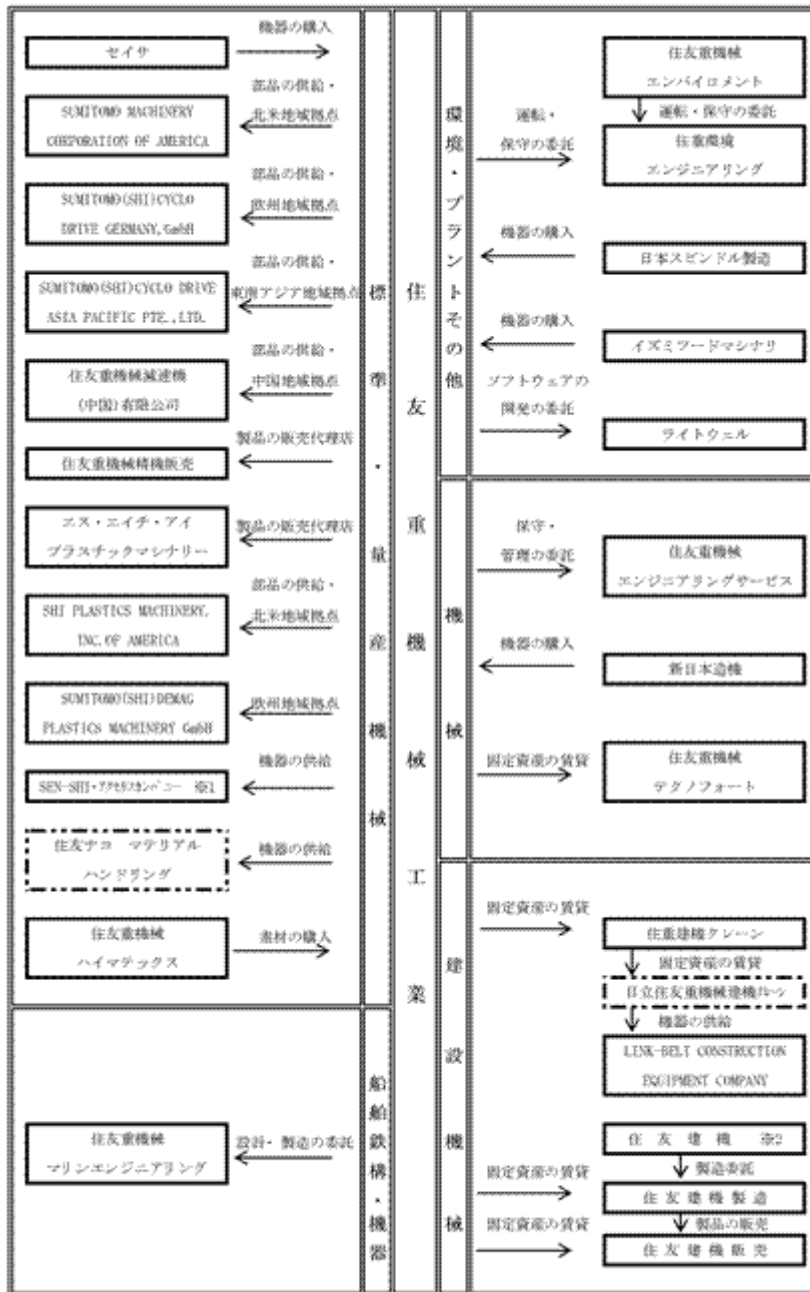 機器の購入
セイサ
部品の供給・
北米地域拠点
SUMITOMO MACHINERY
CORPORATION OF AMERICA
部品の供給・
欧州地域拠点
SUMITOMO(SHI)CYCLO
DRIVE GERMANY,GmbH
部品の供給・
東南アジア地域拠点
SUMITOMO(SHI)CYCLO DRIVE
ASIA PACIFIC PTE.,LTD.
部品の供給・
中国地域拠点
住友重機械減速機
(中国)有限公司
製品の販売代理店
住友重機械精機販売
エス・エイチ・アイ
プラスチックマシナリー
製品の販売代理店
部品の供給・
北米地域拠点
SHI PLASTICS MACHINERY,
INC.OF AMERICA
SUMITOMO(SHI)DEMAG
PLASTICS MACHINERY GmbH
欧州地域拠点
機器の供給
SEN-SHI・アクセリスカンパニー ※1
住友ナコ マテリアル
ハンドリング
機器の供給
住友重機械
ハイマテックス
素材の購入
標準・量産機械
住友重機械
マリンエンジニアリング
設計・製造の委託
船舶鉄構・機器
住友重機械工業
環境・プラントその他
住友重機械
エンバイロメント
運転・保守の委託
運転・
保守の委託
住重環境
エンジニアリング
機器の購入
日本スピンドル製造
機器の購入
イズミフードマシナリ
ソフトウェアの
開発の委託
ライトウェル
機械
保守・
管理の委託
住友重機械
エンジニアリングサービス
機器の購入
新日本造機
固定資産の賃貸
住友重機械
テクノフォート
建設機械
固定資産の賃貸
住重建機クレーン
固定資産の賃貸
日立住友重機械建機クレーン
機器の供給
LINK-BELT CONSTRUCTION
EQUIPMENT COMPANY
住友建機 ※2
製造委託
固定資産の賃貸
住友建機製造
製品の販売
固定資産の賃貸
住友建機販売